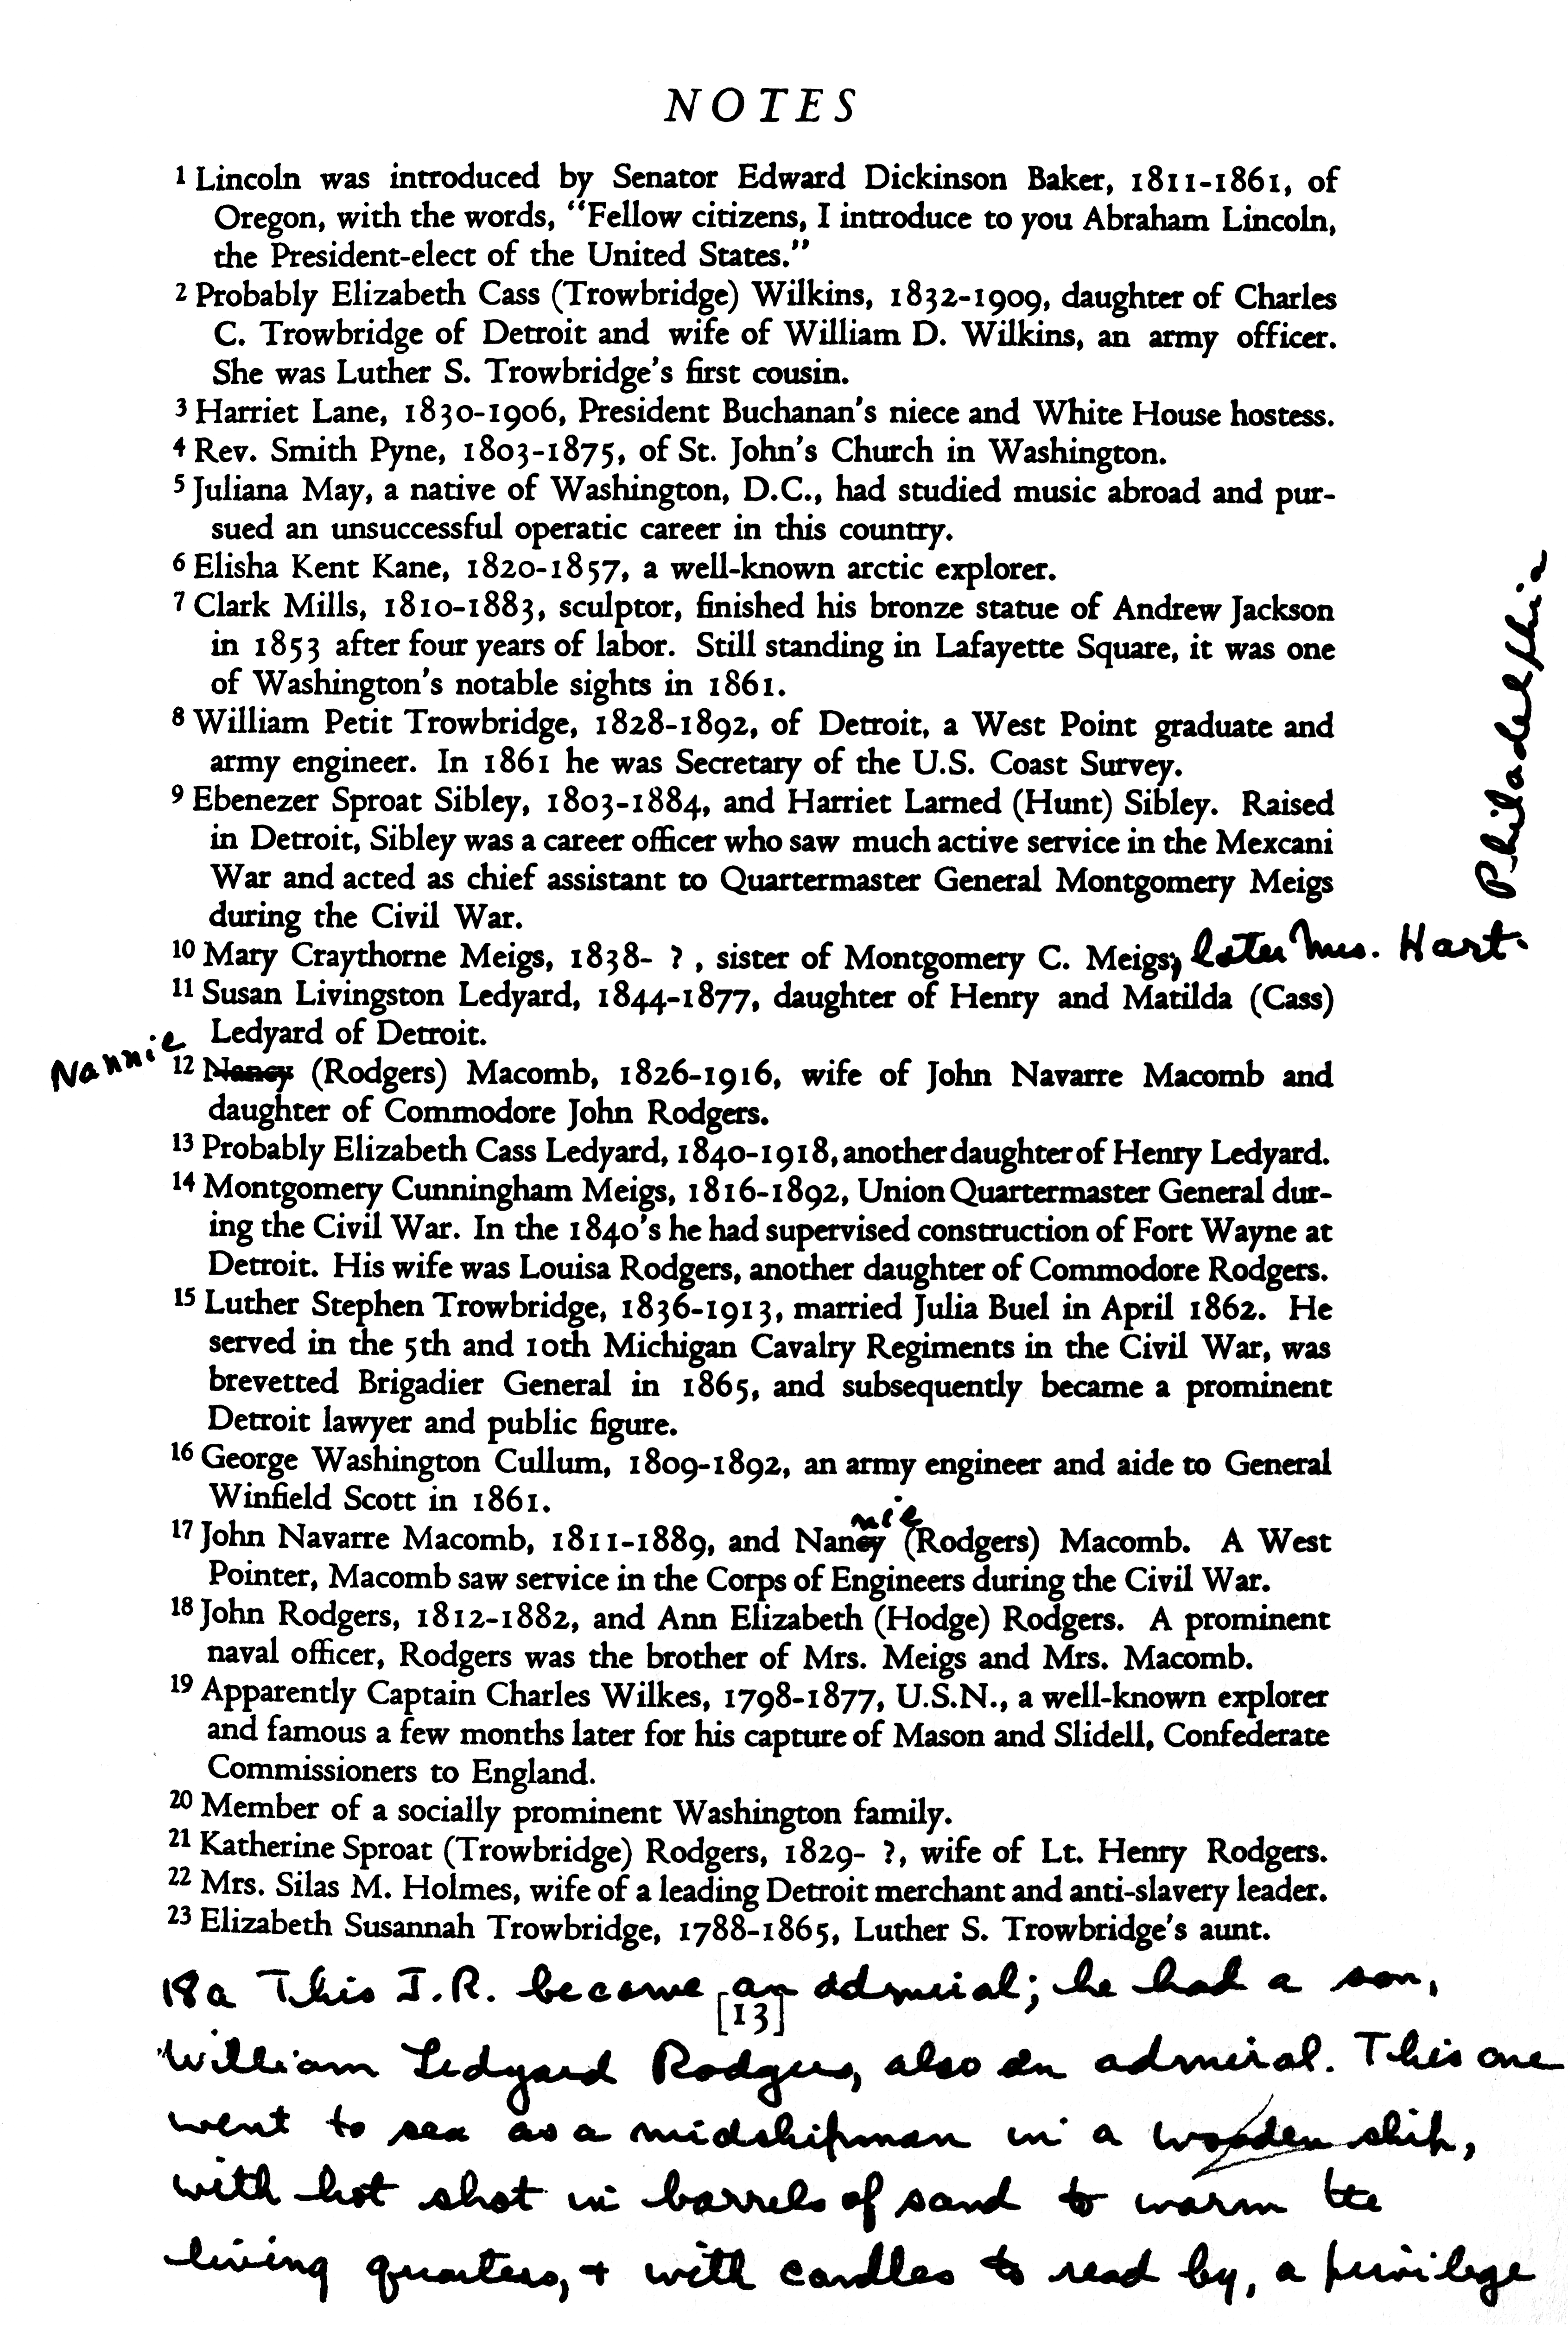 NOTES
1 Lincoln was introduced by Senator Edward Dickinson Baker, 1811-1861, of
Oregon, with the words, "Fellow citizens, I introduce to you Abraham Lincoln,
the President-elect of the United States."
2 Probably Elizabeth Cass (Trowbridge) Wilkins, 1832-1909, daughter of Charles
C. Trowbridge of Detroit and wife of William D. Wilkins, an army officer.
She was Luther S. Trowbridge's first cousin.
3 Harriet Lane, 1830-1906, President Buchanan's niece and White House hostess.
4 Rev. Smith Pyne, 1803-1875, of St. John's Church in Washington.
5 Juliana May, a native of Washington, D.C., had studied music abroad and pur-
sued an unsuccessful operatic career in this country.
6 Elisha Kent Kane, 1820-1857, a well-known arctic explorer.
7 Clark Mills, 1810-1883, sculptor, finished his bronze statue of Andrew Jackson
in 1853 after four years of labor. Still standing in Lafayette Square, it was one
of Washington's notable sights in 1861.
8 William Petit Trowbridge, 1828-1892, of Detroit, a West Point graduate and
army engineer. In 1861 he was Secretary of the U.S. Coast Survey.
9 Ebenezer Sproat Sibley, 1803-1884, and Harriet Larned (Hunt) Sibley. Raised
in Detroit, Sibley was a career officer who saw much active service in the Mexcani
War and acted as chief assistant to Quartermaster General Montgomery Meigs
during the Civil War.
10 Mary Craythorne Meigs, 1838- ? , sister of Montgomery C. Meigs; later Mrs. Hart.
Philadelphia
11 Susan Livingston Ledyard, 1844-1877, daughter of Henry and Matilda (Cass)
Ledyard of Detroit.
Nannie
12 Nancy (Rodgers) Macomb, 1826-1916, wife of John Navarre Macomb and
daughter of Commodore John Rodgers.
13 Probably Elizabeth Cass Ledyard, 1840-1918, another daughter of Henry Ledyard.
14 Montgomery Cunningham Meigs, 1816-1892, Union Quartermaster General dur-
ing the Civil War. In the 1840's he had supervised construction of Fort Wayne at
Detroit. His wife was Louisa Rodgers, another daughter of Commodore Rodgers.
15 Luther Stephen Trowbridge, 1836-1913, married Julia Buel in April 1862. He
served in the 5th and 10th Michigan Cavalry Regiments in the Civil War, was
brevetted Brigadier General in 1865, and subsequently became a prominent
Detroit lawyer and public figure.
16 George Washington Cullum, 1809-1892, an army engineer and aide to General
Winfield Scott in 1861.
nie
17 John Navarre Macomb, 1811-1889, and Nancy (Rodgers) Macomb. A West
Pointer, Macomb saw service in the Corps of Engineers during the Civil War.
18 John Rodgers, 1812-1882, and Ann Elizabeth (Hodge) Rodgers. A prominent
naval officer, Rodgers was the brother of Mrs. Meigs and Mrs. Macomb.
19 Apparently Captain Charles Wilkes, 1798-1877, U.S.N., a well-known explorer
and famous a few months later for his capture of Mason and Slidell, Confederate
Commissioners to England.
20 Member of a socially prominent Washington family.
21 Katherine Sproat (Trowbridge) Rodgers, 1829- ?, wife of Lt. Henry Rodgers.
22 Mrs. Silas M. Holmes, wife of a leading Detroit merchant and anti-slavery leader.
23 Elizabeth Susannah Trowbridge, 1788-1865, Luther S. Trowbridge's aunt.
18a This J.R. became an admiral; he had a son,
[13]
William Ledyard Rodgers, also an admiral. This one
went to sea as a midshipman in a wooden ship,
with hot shot in barrels of sand to warm the
living quarters, + with candles to read by, a privilege